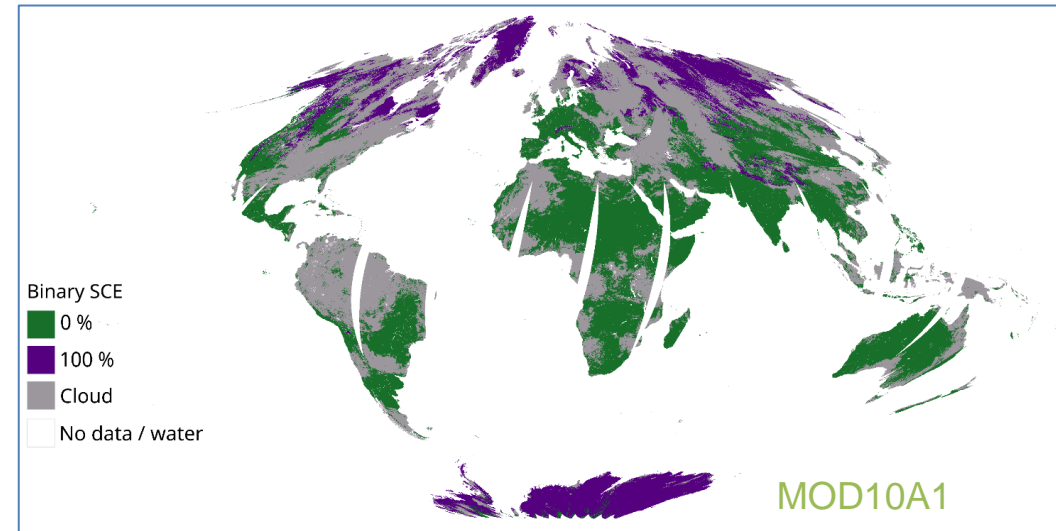 Binary SCE
0 %
100 %
Cloud
No data / water
MOD10A1